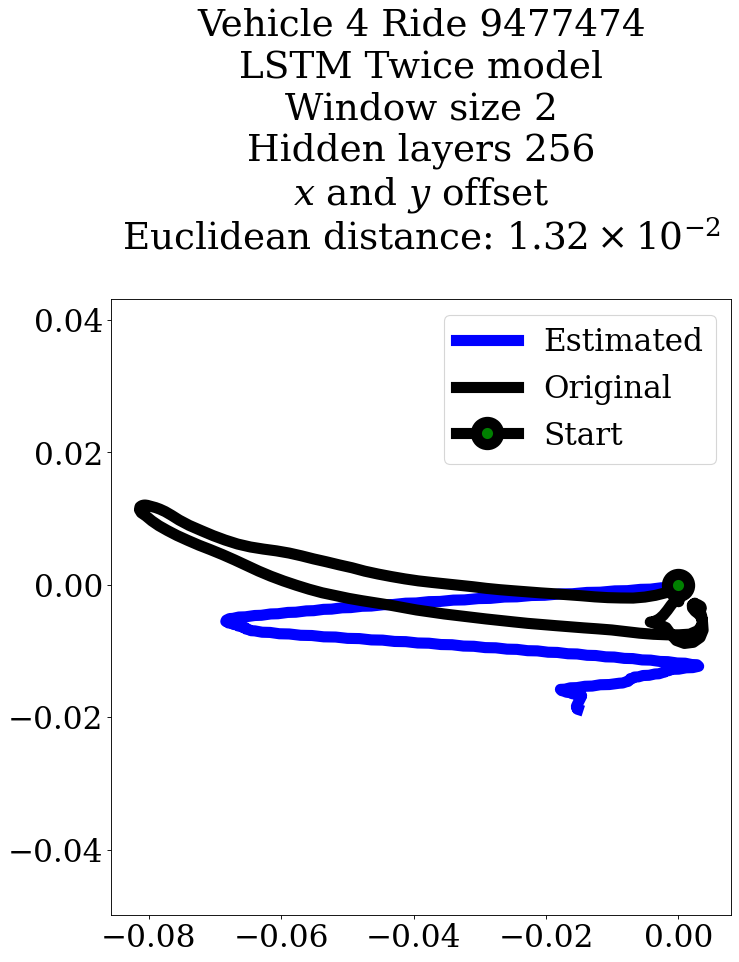 Vehicle 4 Ride 9477474
LSTM Twice model
Window size 2
Hidden layers 256
x and y offset
Euclidean distance: 1.32 × 10⁻²
Estimated
Original
Start
0.04
0.02
0.00
−0.02
−0.04
−0.08 −0.06 −0.04 −0.02 0.00